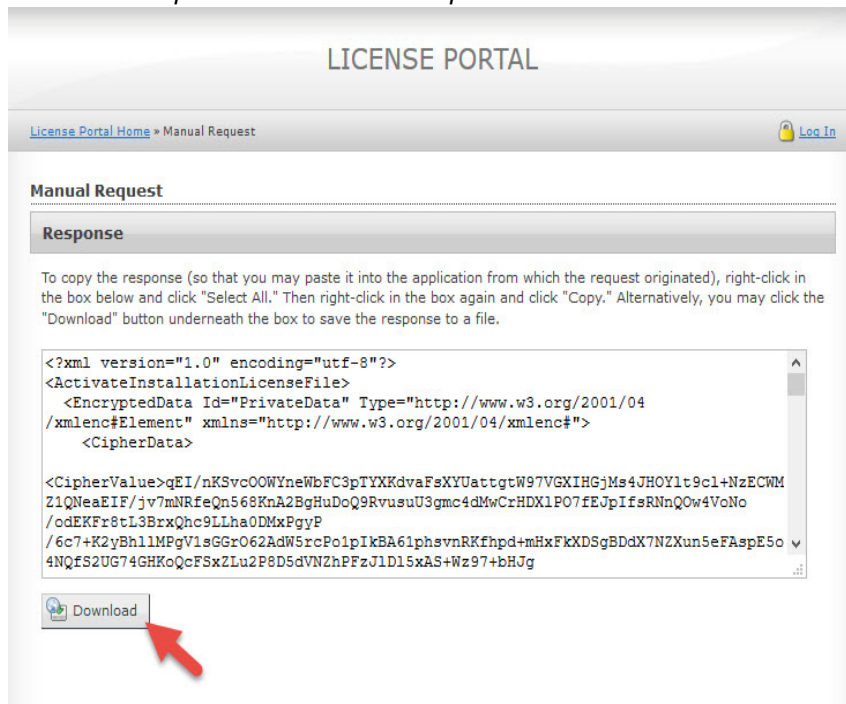 LICENSE PORTAL
License Portal Home » Manual Request
Log In
Manual Request
Response
To copy the response (so that you may paste it into the application from which the request originated), right-click in
the box below and click "Select All." Then right-click in the box again and click "Copy." Alternatively, you may click the
"Download" button underneath the box to save the response to a file.
<?xml version="1.0" encoding="utf-8"?>
<ActivateInstallationLicenseFile>
<EncryptedData Id="PrivateData" Type="http://www.w3.org/2001/04
/xmlenc#Element" xmlns="http://www.w3.org/2001/04/xmlenc#">
<CipherData>
<CipherValue>qEI/nKSvcOOWYneWbFC3pTYXKdvaFsXYUattgtW97VGXIHGjMs4JHOYlt9cl+NzECWM
Z1QNeaEIF/jv7mNRfeQn568KnA2BgHuDoQ9RvusuU3gmc4dMwCrHDXlPO7fEJpIfsRNnQOw4VoNo
/odEKFr8tL3BrxQhc9LLha0DMxPgyP
/6c7+K2yBhllMPgV1sGGrO62AdW5rcPo1pIkBA61phsvnRKfhpd+mHxFkXDSgBDdX7NZXun5eFAspE5o
4NQfS2UG74GHKoQcFSxZLu2P8D5dVNZhPFzJlDl5xAS+Wz97+bHJg
Download